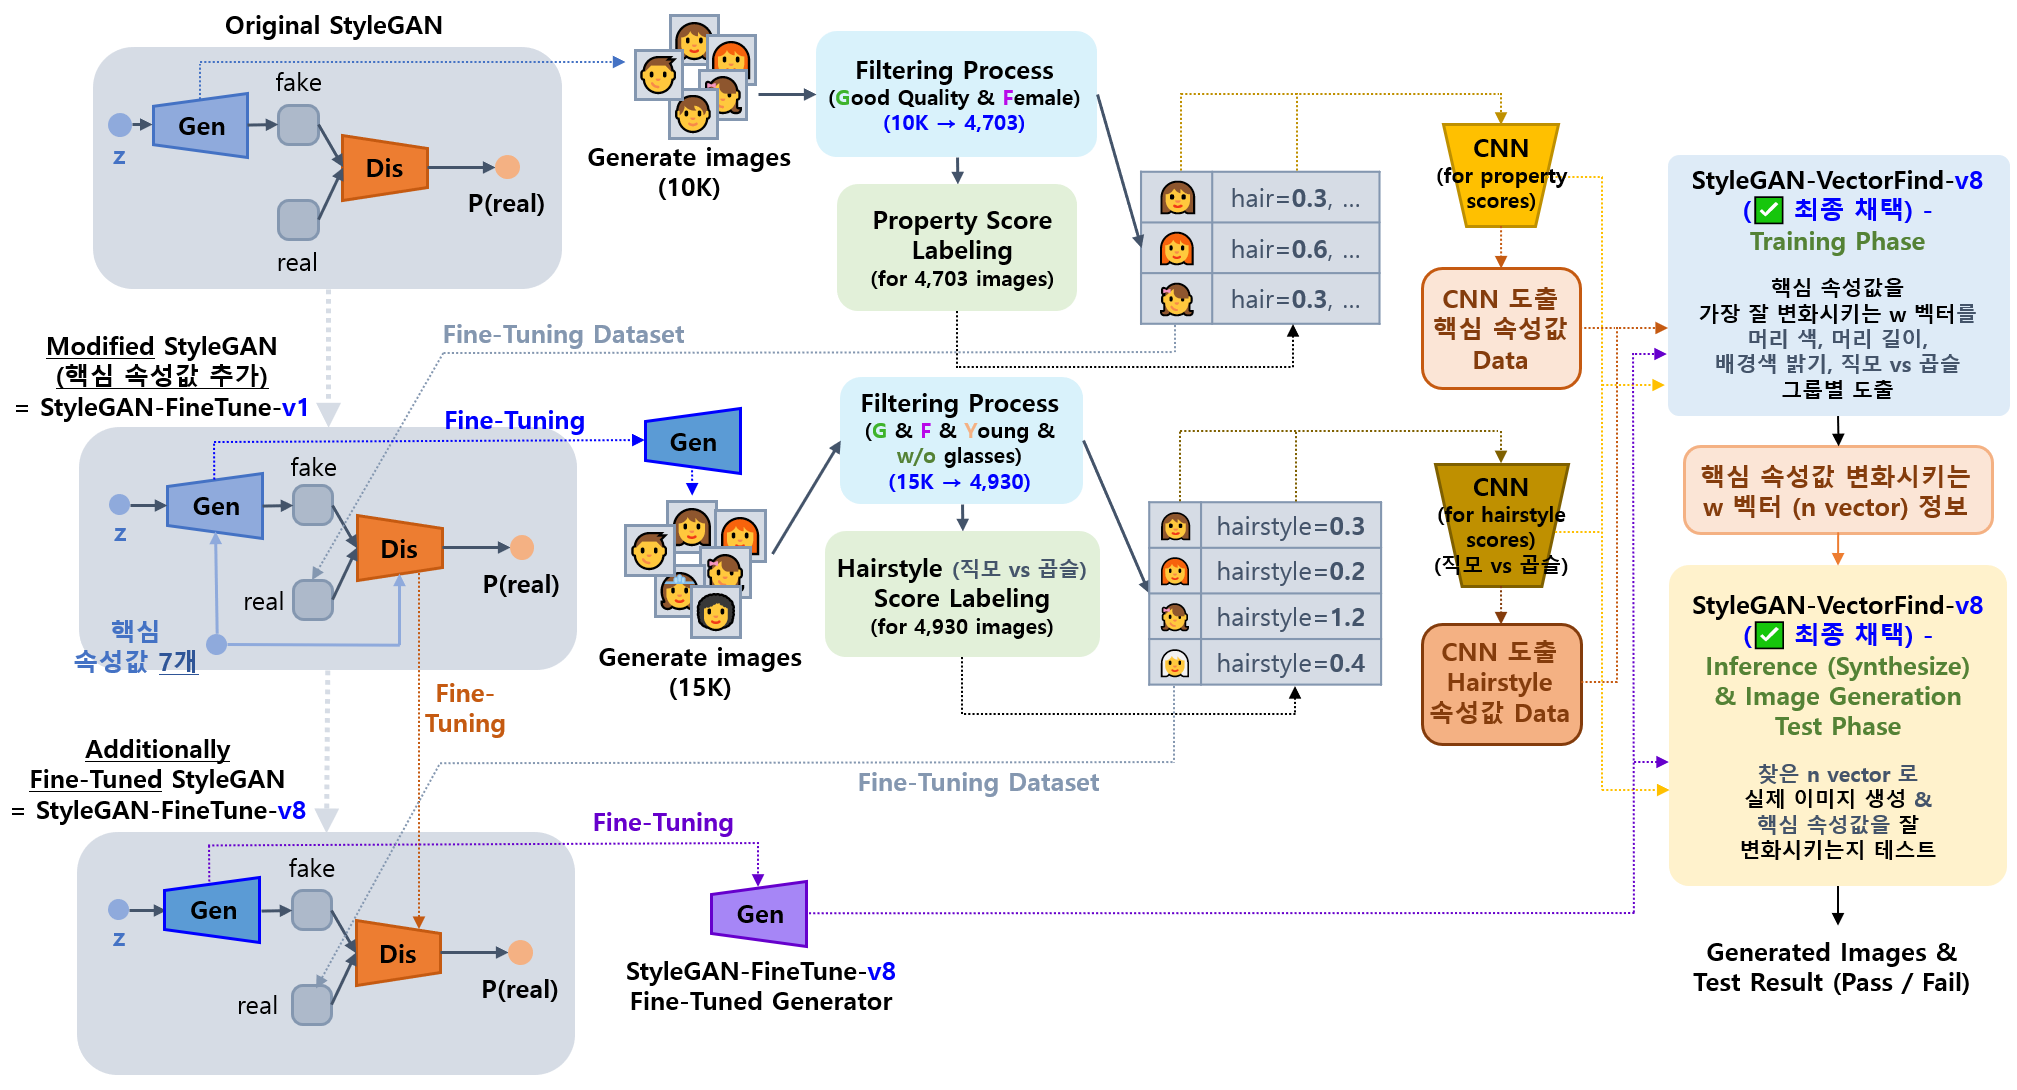 Original StyleGAN
fake
Gen
z
Dis
P(real)
real
Generate images
(10K)
Filtering Process
(Good Quality & Female)
(10K → 4,703)
Property Score
Labeling
(for 4,703 images)
hair=0.3, ...
hair=0.6, ...
hair=0.3, ...
CNN
(for property
scores)
CNN 도출
핵심 속성값
Data
Fine-Tuning Dataset
Modified StyleGAN
(핵심 속성값 추가)
= StyleGAN-FineTune-v1
fake
Gen
z
Dis
P(real)
real
핵심
속성값 7개
Fine-Tuning
Gen
Generate images
(15K)
Filtering Process
(G & F & Young &
w/o glasses)
(15K → 4,930)
Hairstyle (직모 vs 곱슬)
Score Labeling
(for 4,930 images)
hairstyle=0.3
hairstyle=0.2
hairstyle=1.2
hairstyle=0.4
CNN
(for hairstyle
scores)
(직모 vs 곱슬)
CNN 도출
Hairstyle
속성값 Data
Fine-
Tuning
Fine-Tuning Dataset
Additionally
Fine-Tuned StyleGAN
= StyleGAN-FineTune-v8
fake
Gen
z
Dis
P(real)
real
Fine-Tuning
Gen
StyleGAN-FineTune-v8
Fine-Tuned Generator
StyleGAN-VectorFind-v8
(✅ 최종 채택) -
Training Phase
핵심 속성값을
가장 잘 변화시키는 w 벡터를
머리 색, 머리 길이,
배경색 밝기, 직모 vs 곱슬
그룹별 도출
핵심 속성값 변화시키는
w 벡터 (n vector) 정보
StyleGAN-VectorFind-v8
(✅ 최종 채택) -
Inference (Synthesize)
& Image Generation
Test Phase
찾은 n vector 로
실제 이미지 생성 &
핵심 속성값을 잘
변화시키는지 테스트
Generated Images &
Test Result (Pass / Fail)